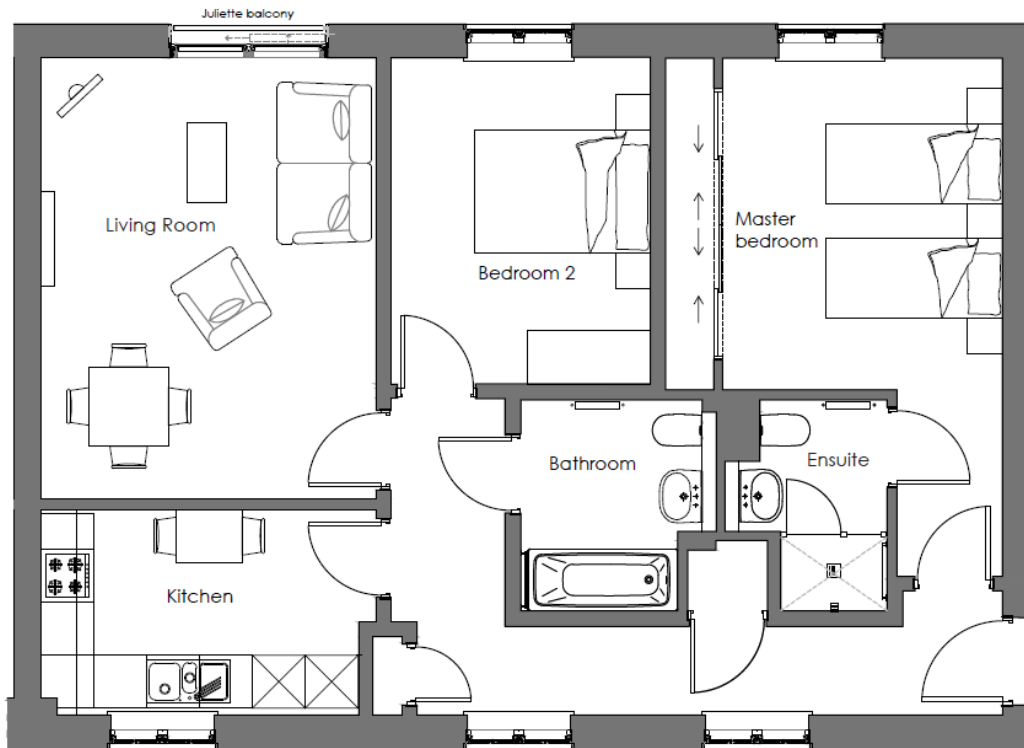 Juliette balcony
Living Room
Bedroom 2
Master
bedroom
Bathroom
Ensuite
Kitchen